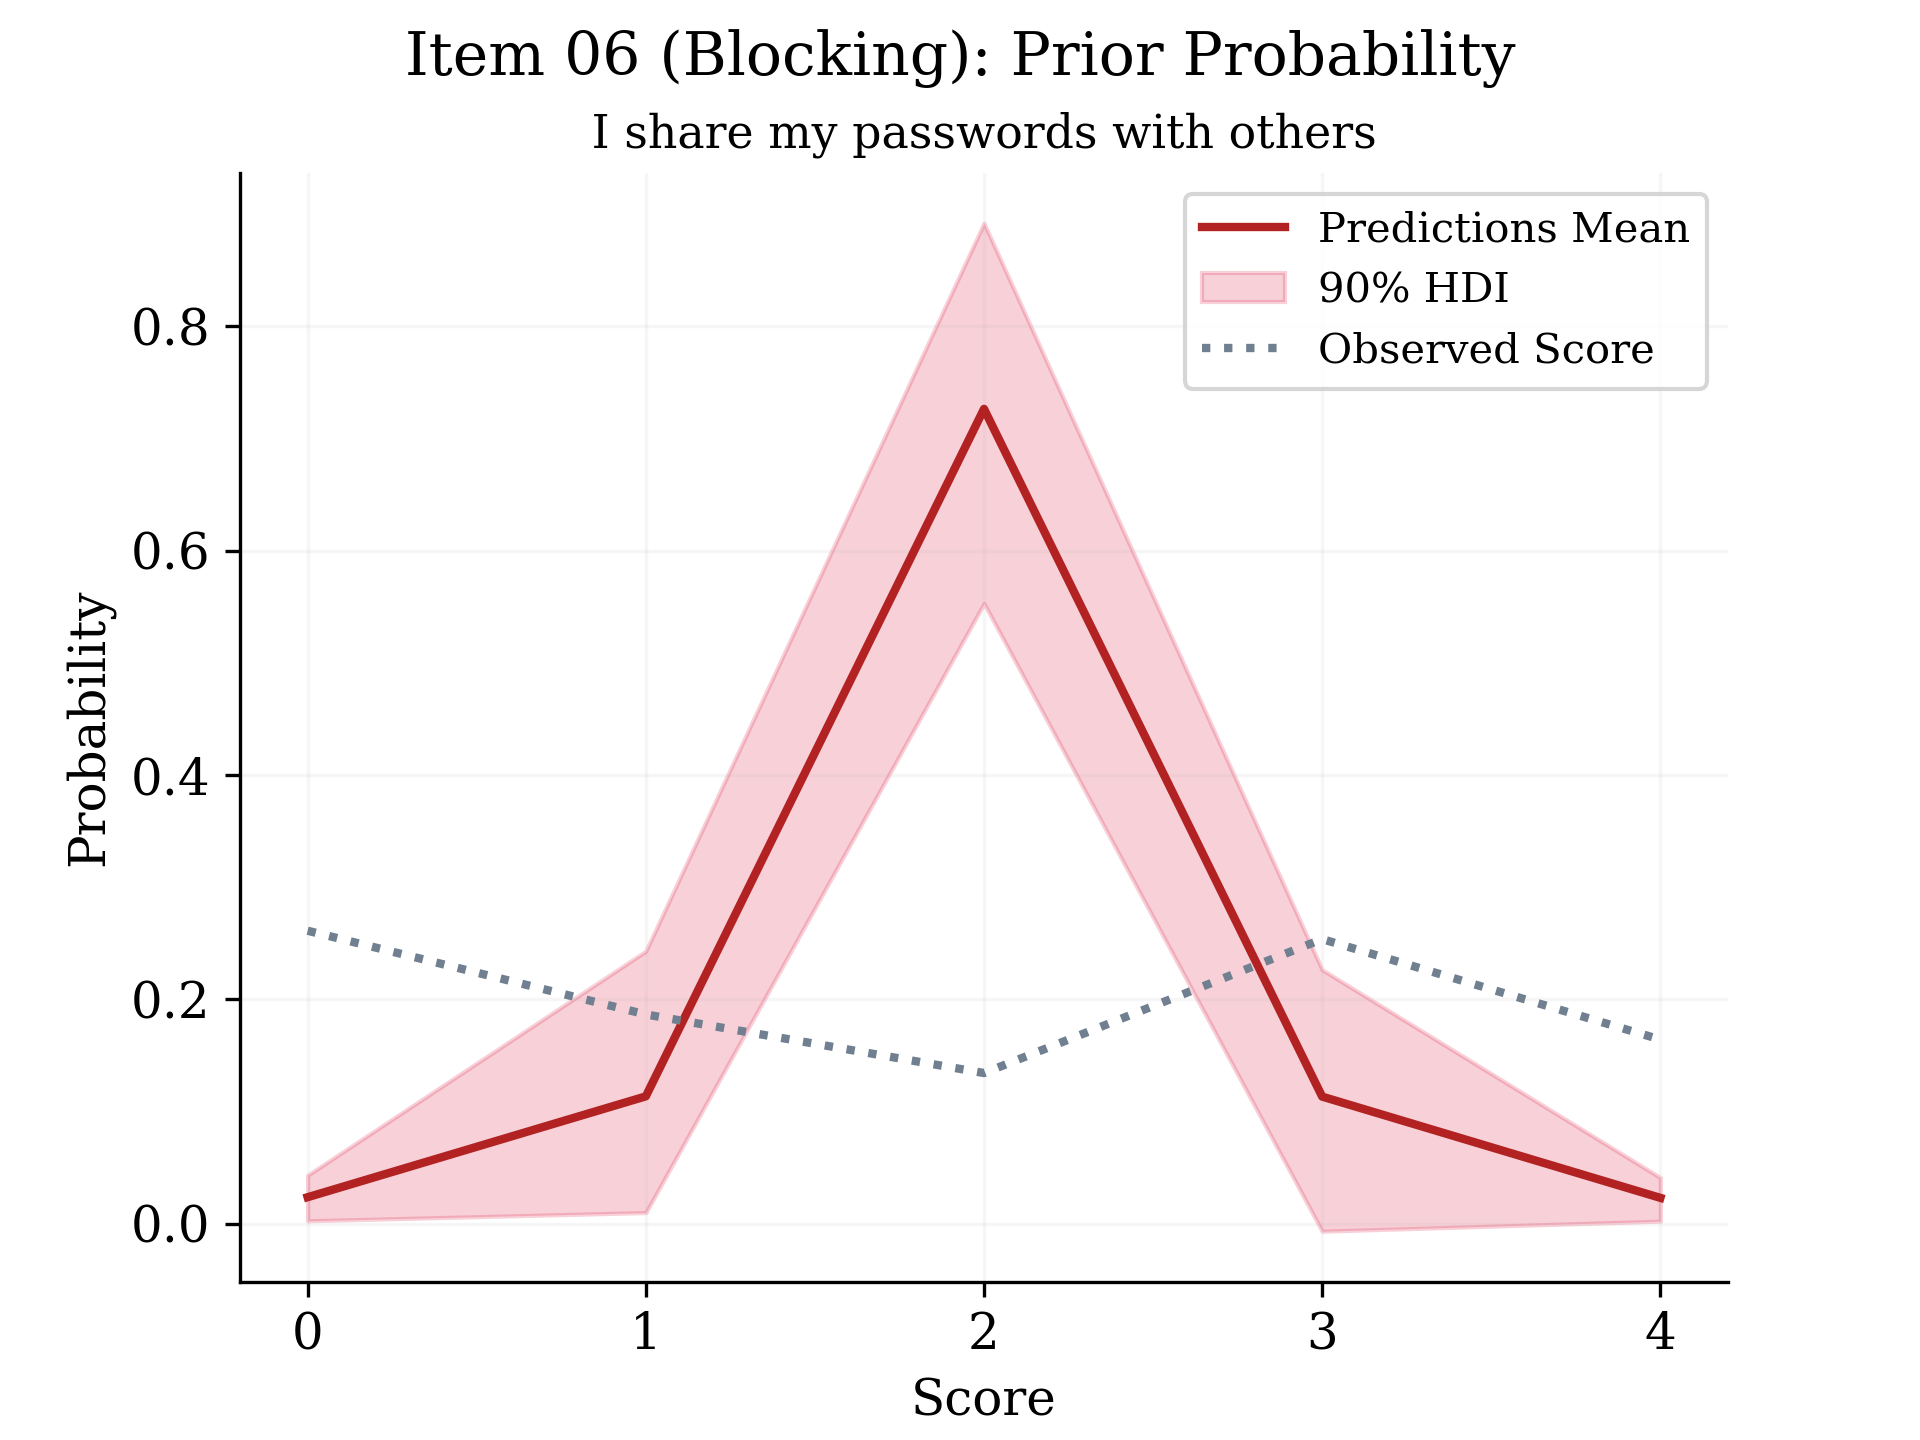 Item 06 (Blocking): Prior Probability
I share my passwords with others
Predictions Mean
90% HDI
Observed Score
Probability
0.8
0.6
0.4
0.2
0.0
0 1 2 3 4
Score